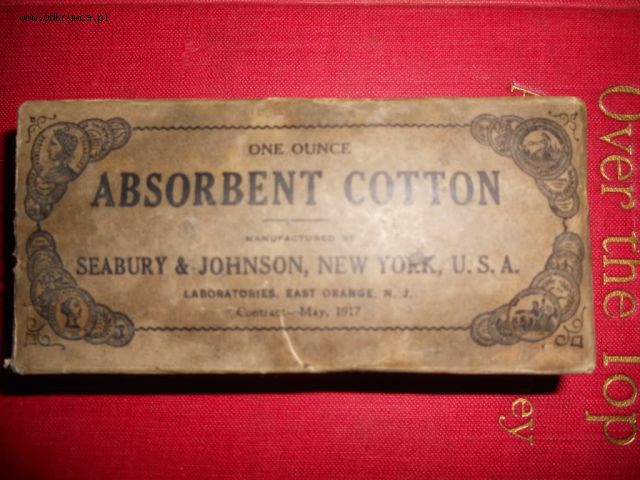 www.odkrywca.pl
ONE OUNCE
ABSORBENT COTTON
MANUFACTURED BY
SEABURY & JOHNSON, NEW YORK, U.S.A.
LABORATORIES, EAST ORANGE, N. J.
Contract—May, 1917
Over the Top
A
ey